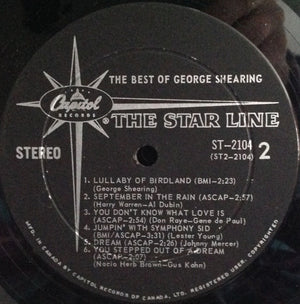 THE BEST OF GEORGE SHEARING
Capitol
RECORDS
® THE STAR LINE
STEREO
ST-2104
(ST2-2104)
2
1. LULLABY OF BIRDLAND (BMI-2:23)
(George Shearing)
2. SEPTEMBER IN THE RAIN (ASCAP-2:57)
(Harry Warren-Al Dubin)
3. YOU DON'T KNOW WHAT LOVE IS
(ASCAP-2:54) (Don Raye-Gene de Paul)
4. JUMPIN' WITH SYMPHONY SID
(BMI/ASCAP-3:31) (Lester Young)
5. DREAM (ASCAP-2:26) (Johnny Mercer)
6. YOU STEPPED OUT OF A DREAM
(ASCAP-2:07)
(Nacio Herb Brown-Gus Kahn)
MFD. IN CANADA BY CAPITOL RECORDS OF CANADA, LTD. REGISTERED USER. COPYRIGHTED.